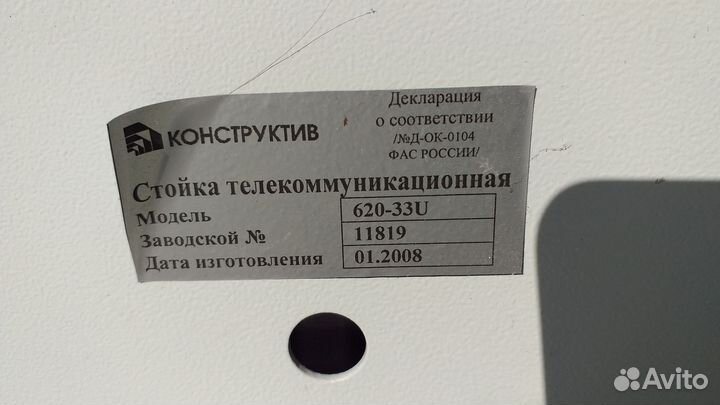 КОНСТРУКТИВ
Декларация
о соответствии
/№Д-ОК-0104
ФАС РОССИИ/
Стойка телекоммуникационная
Модель 620-33U
Заводской № 11819
Дата изготовления 01.2008
Avito